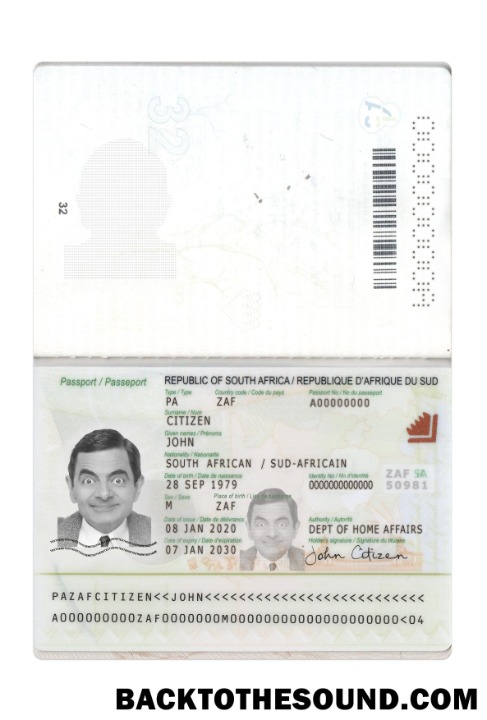 32
32
A00000000
Passport / Passeport
REPUBLIC OF SOUTH AFRICA / REPUBLIQUE D'AFRIQUE DU SUD
Type / Type Country code / Code du pays Passport No / No du passeport
PA ZAF A00000000
Surname / Nom
CITIZEN
Given names / Prénoms
JOHN
Nationality / Nationalité
SOUTH AFRICAN / SUD-AFRICAIN
Date of birth / Date de naissance Identity No / No d'identité
28 SEP 1979 000000000000
ZAF SA
50981
Sex / Sexe Place of birth / Lieu de naissance
M ZAF
Date of issue / Date de délivrance Authority / Autorité
08 JAN 2020 DEPT OF HOME AFFAIRS
Date of expiry / Date d'expiration Holder's signature / Signature du titulaire
07 JAN 2030 John Citizen
PAZAFCITIZEN<<JOHN<<<<<<<<<<<<<<<<<<<<<<<<<<
A000000000ZAF0000000M00000000000000000000<04
BACKTOTHESOUND.COM